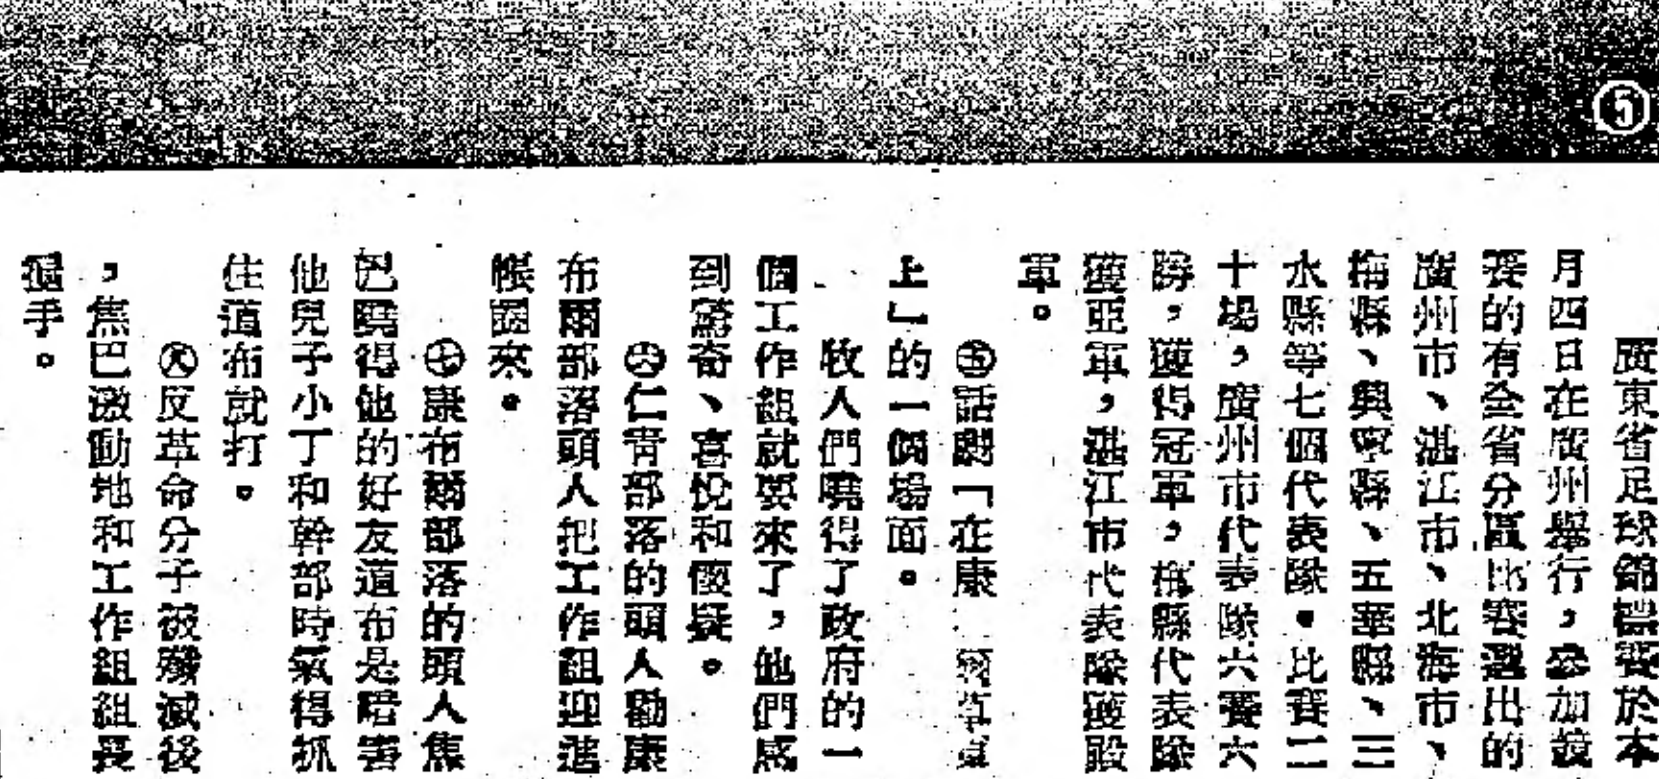 ⑤
廣東省足球錦標賽於本
月四日在廣州舉行，參加競
賽的有全省分區比賽選出的
廣州市、湛江市、北海市、
梅縣、興寧縣、五華縣、三
水縣等七個代表隊。比賽二
十場，廣州市代表隊六賽六
勝，獲得冠軍，梅縣代表隊
獲亞軍，湛江市代表隊獲殿
軍。
㊄話劇「在康草原
上」的一個場面。
牧人們曉得了政府的一
個工作組就要來了，他們感
到驚奇、喜悅和懷疑。
㊅仁青部落的頭人勸康
布爾部落頭人把工作組迎進
帳圈來。
㊆康布爾部落的頭人焦
巴曉得他的好友道布是暗害
他兒子小丁和幹部時氣得抓
住道布就打。
㊇反革命分子被殲滅後
，焦巴激動地和工作組組長
握手。